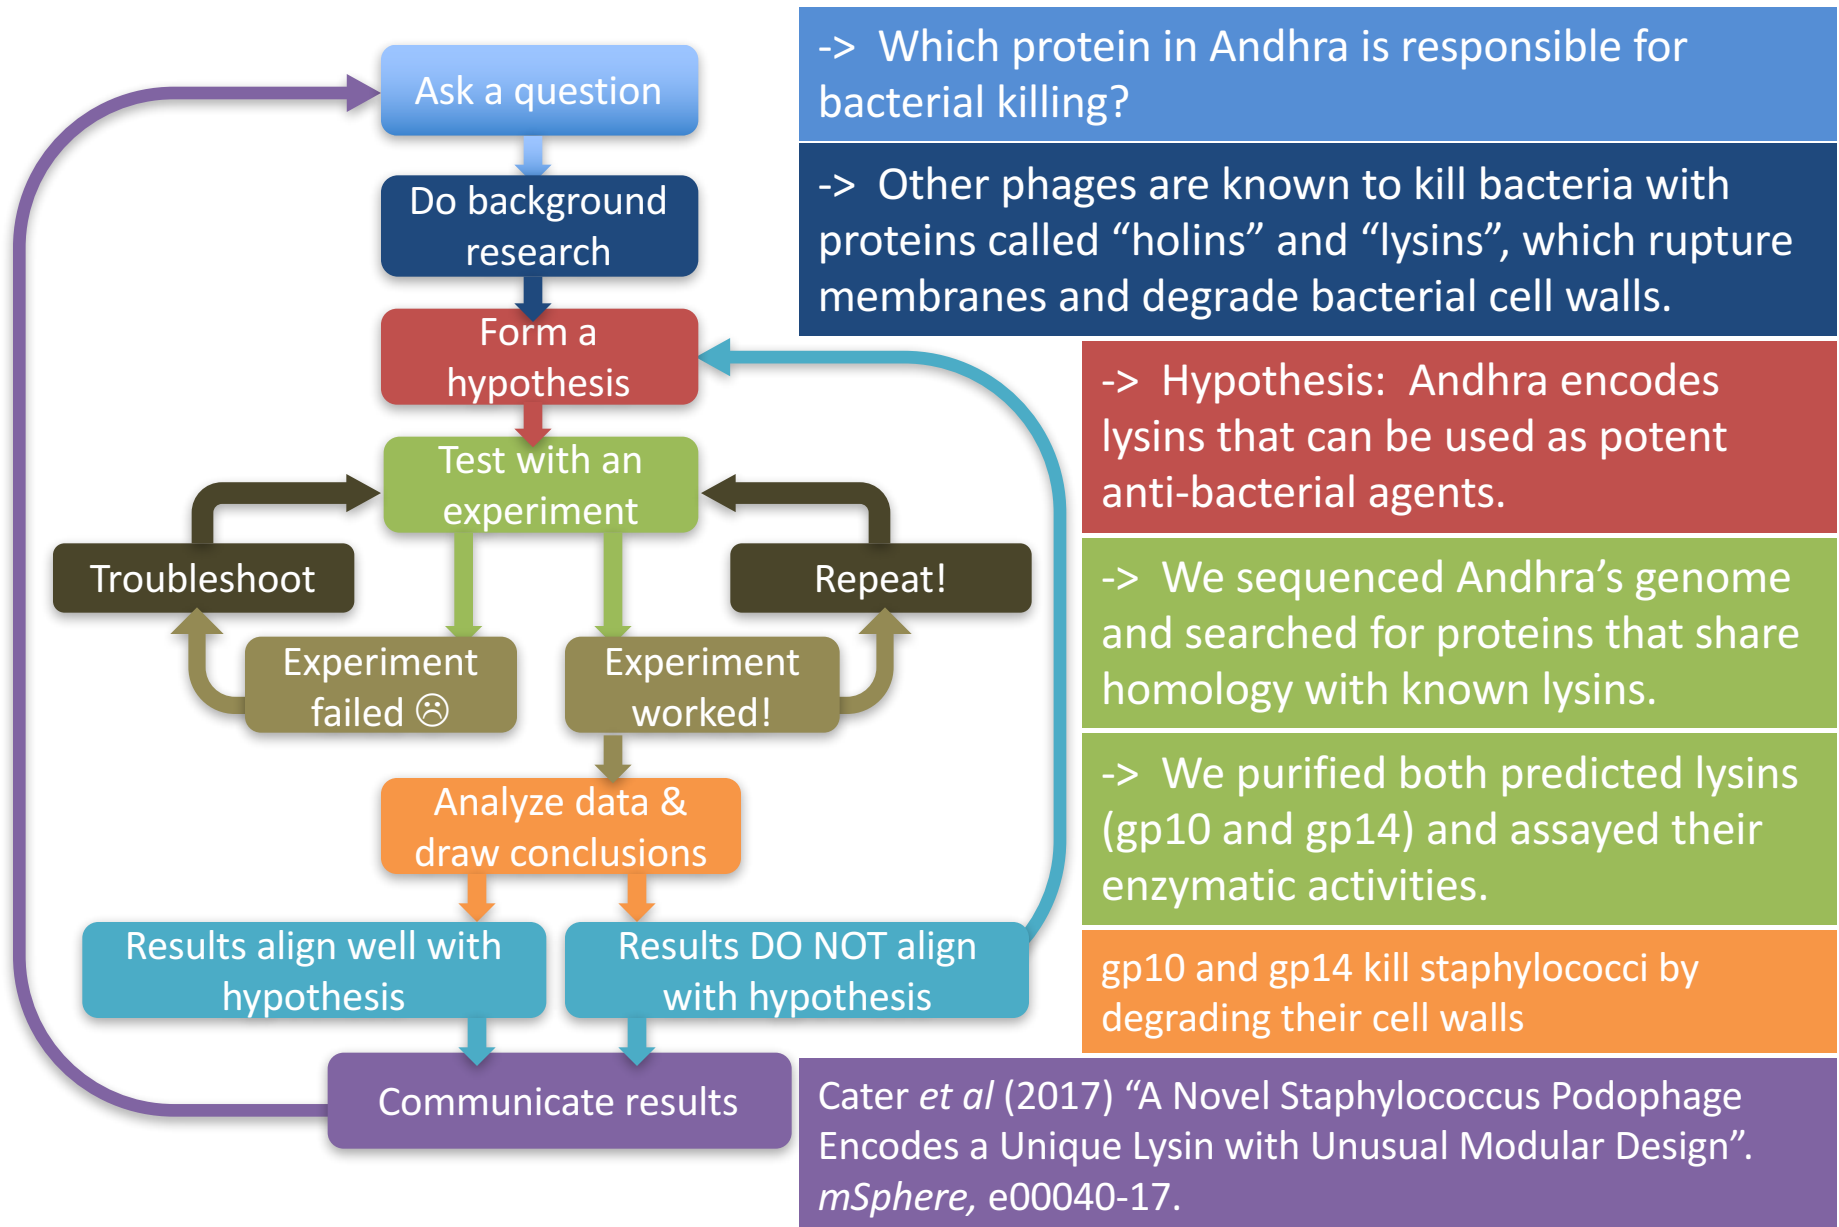 Ask a question
Do background
research
Form a
hypothesis
Test with an
experiment
Troubleshoot
Repeat!
Experiment
failed ☹
Experiment
worked!
Analyze data &
draw conclusions
Results align well with
hypothesis
Results DO NOT align
with hypothesis
Communicate results
-> Which protein in Andhra is responsible for
bacterial killing?
-> Other phages are known to kill bacteria with
proteins called “holins” and “lysins”, which rupture
membranes and degrade bacterial cell walls.
-> Hypothesis: Andhra encodes
lysins that can be used as potent
anti-bacterial agents.
-> We sequenced Andhra’s genome
and searched for proteins that share
homology with known lysins.
-> We purified both predicted lysins
(gp10 and gp14) and assayed their
enzymatic activities.
gp10 and gp14 kill staphylococci by
degrading their cell walls
Cater et al (2017) “A Novel Staphylococcus Podophage
Encodes a Unique Lysin with Unusual Modular Design”.
mSphere, e00040-17.